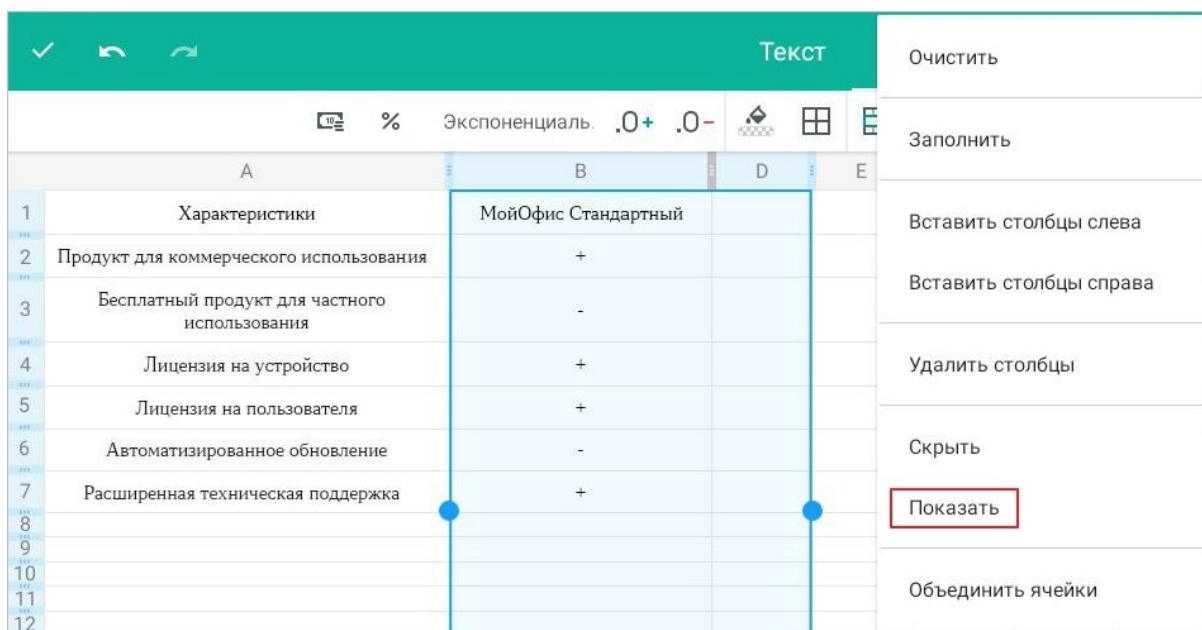 Текст
Экспоненциаль. .0+ .0−
A B D E
1 Характеристики МойОфис Стандартный
2 Продукт для коммерческого использования +
3 Бесплатный продукт для частного
использования -
4 Лицензия на устройство +
5 Лицензия на пользователя +
6 Автоматизированное обновление -
7 Расширенная техническая поддержка +
8
9
10
11
12
Очистить
Заполнить
Вставить столбцы слева
Вставить столбцы справа
Удалить столбцы
Скрыть
Показать
Объединить ячейки